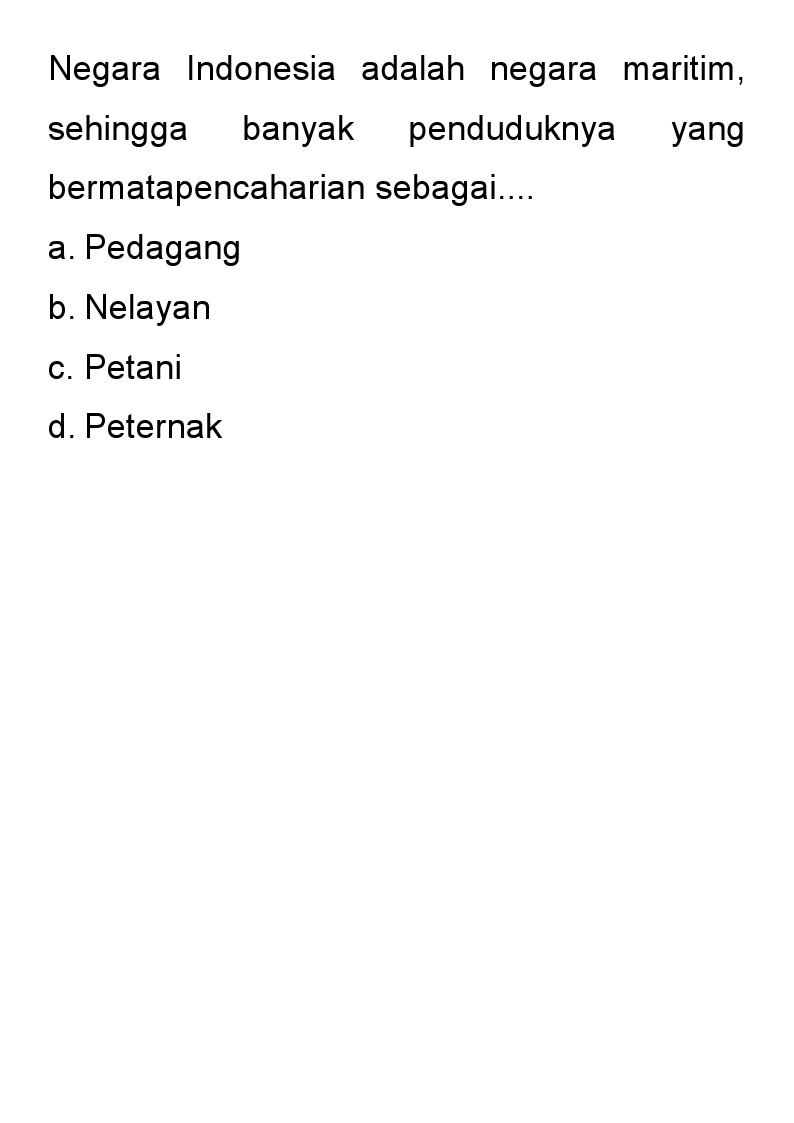 Negara Indonesia adalah negara maritim,
sehingga banyak penduduknya yang
bermatapencaharian sebagai....
a. Pedagang
b. Nelayan
c. Petani
d. Peternak